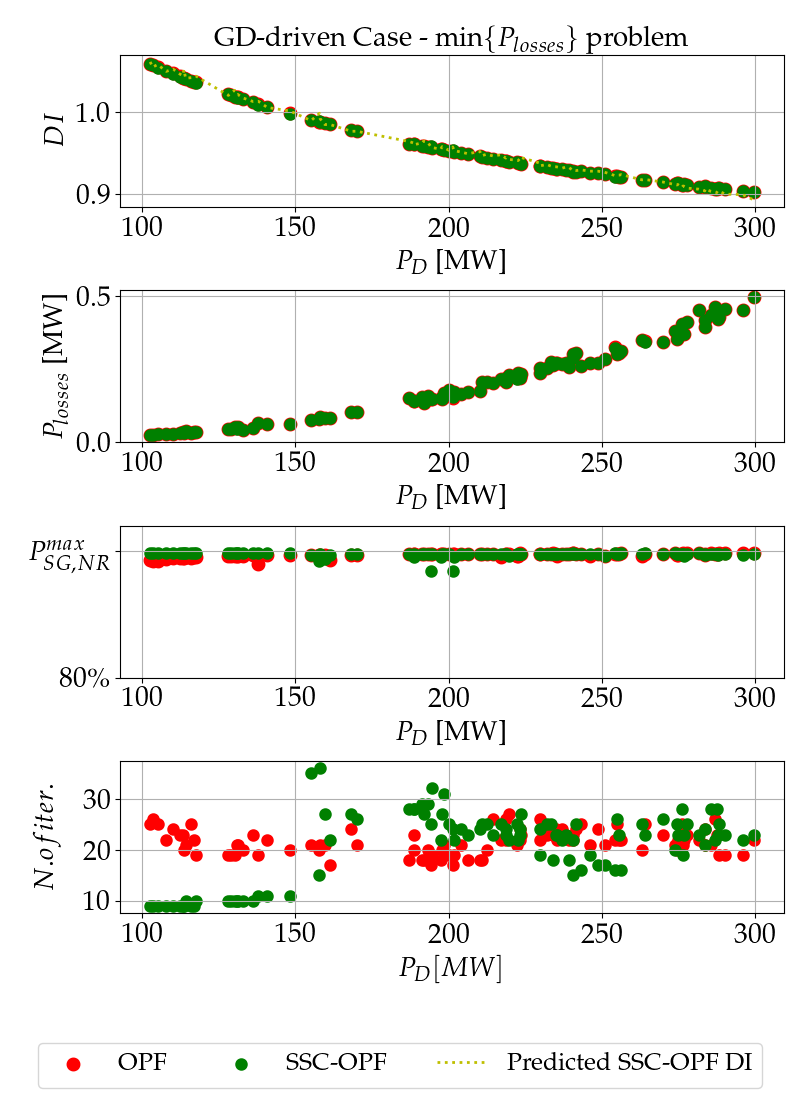 GD-driven Case - min{P_losses} problem
DI
1.0
0.9
100 150 200 250 300
P_D [MW]
P_losses [MW]
0.5
0.0
100 150 200 250 300
P_D [MW]
P^max_SG,NR
80%
100 150 200 250 300
P_D [MW]
N.ofiter.
30
20
10
100 150 200 250 300
P_D[MW]
OPF SSC-OPF Predicted SSC-OPF DI